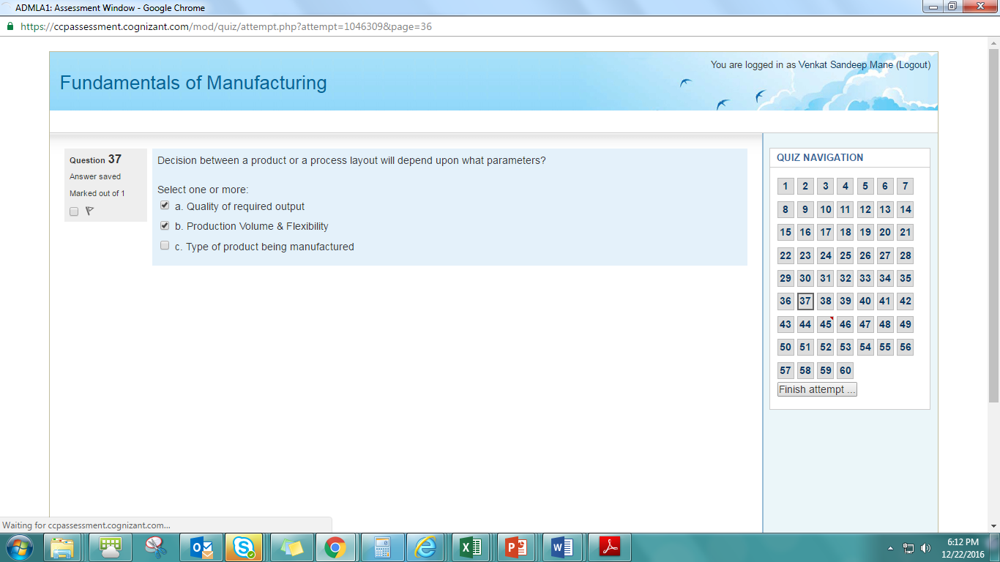 ADMLA1: Assessment Window - Google Chrome
https://ccpassessment.cognizant.com/mod/quiz/attempt.php?attempt=1046309&page=36
You are logged in as Venkat Sandeep Mane (Logout)
Fundamentals of Manufacturing
Question 37
Answer saved
Marked out of 1
Decision between a product or a process layout will depend upon what parameters?
Select one or more:
a. Quality of required output
b. Production Volume & Flexibility
c. Type of product being manufactured
QUIZ NAVIGATION
1 2 3 4 5 6 7
8 9 10 11 12 13 14
15 16 17 18 19 20 21
22 23 24 25 26 27 28
29 30 31 32 33 34 35
36 37 38 39 40 41 42
43 44 45 46 47 48 49
50 51 52 53 54 55 56
57 58 59 60
Finish attempt ...
Waiting for ccpassessment.cognizant.com...
6:12 PM
12/22/2016